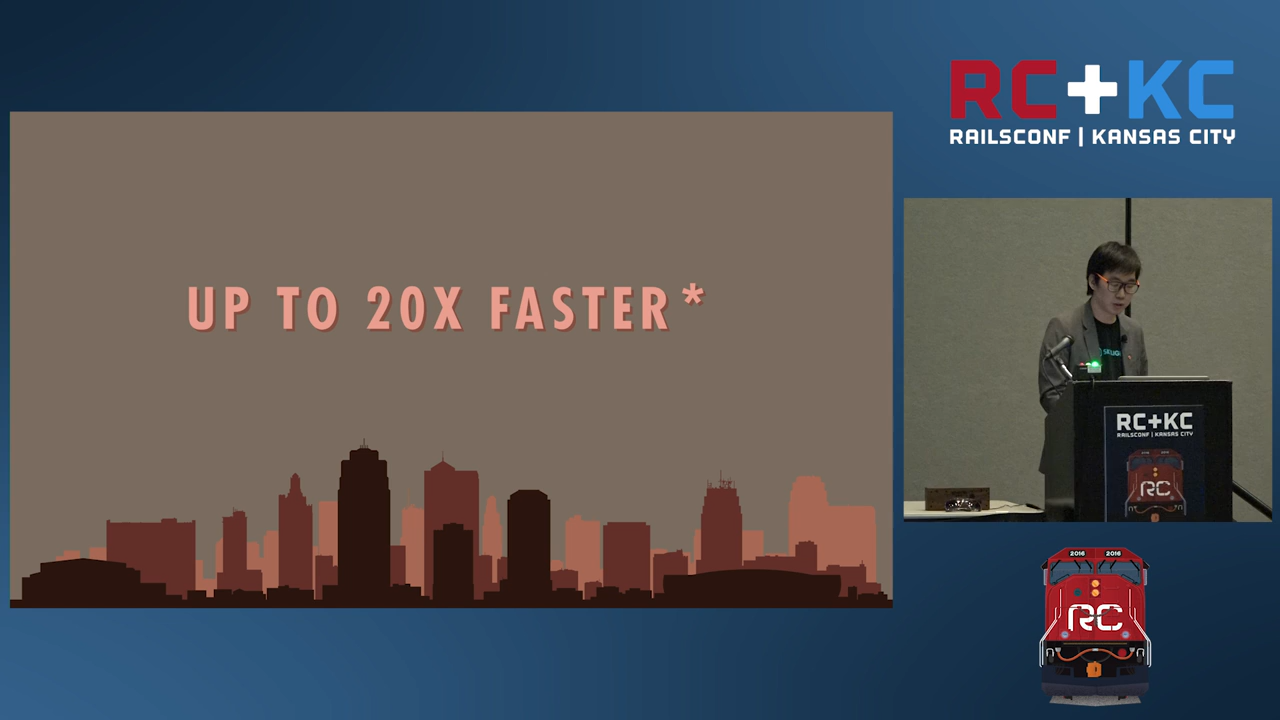 UP TO 20X FASTER*
RC+KC
RAILSCONF | KANSAS CITY
RC+KC
RAILSCONF | KANSAS CITY
RC
2016 2016
RC